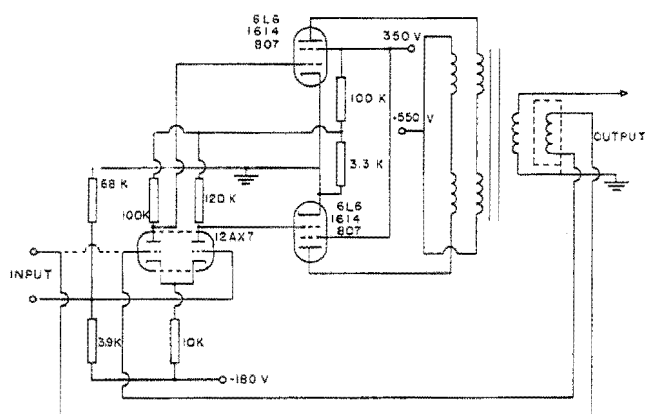 6L6
1614
807
350 V
100 K
+550 V
OUTPUT
3.3 K
68 K
100K
120K
6L6
1614
807
12AX7
INPUT
3.9K
10K
-180 V